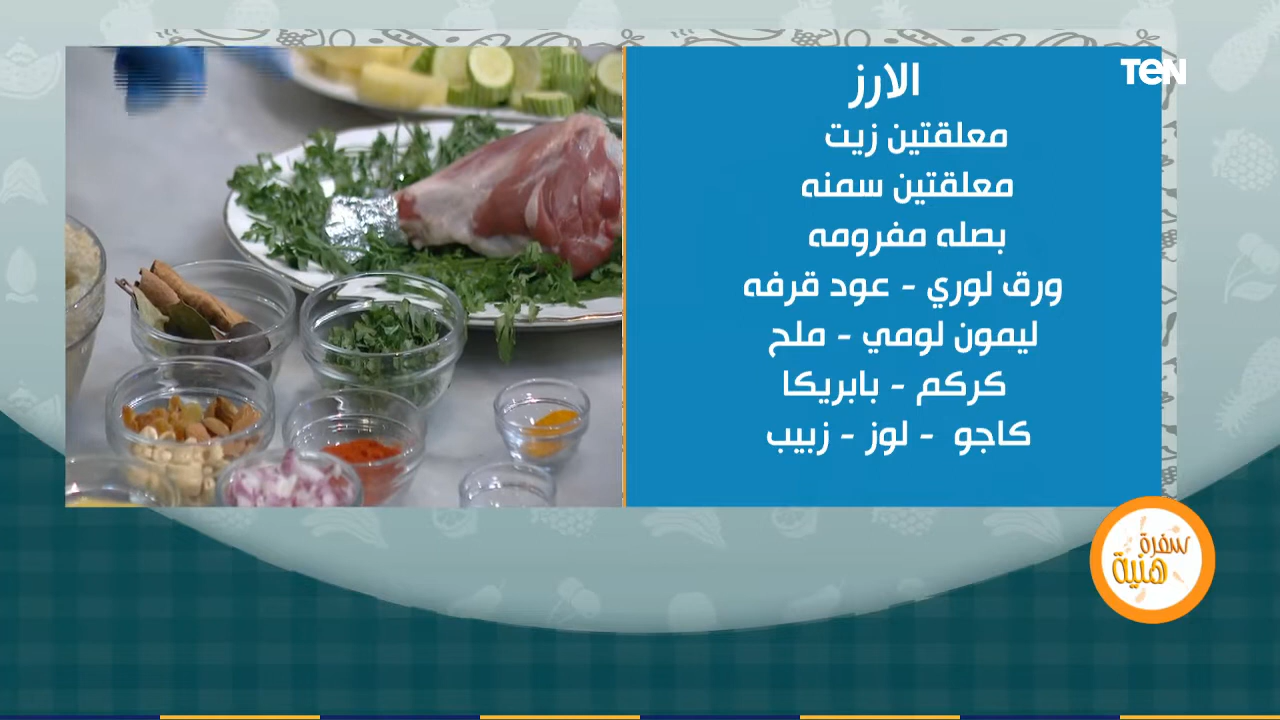 TEN
الارز
معلقتين زيت
معلقتين سمنه
بصله مفرومه
ورق لوري - عود قرفه
ليمون لومي - ملح
كركم - بابريكا
كاجو - لوز - زبيب
سفرة
هنية